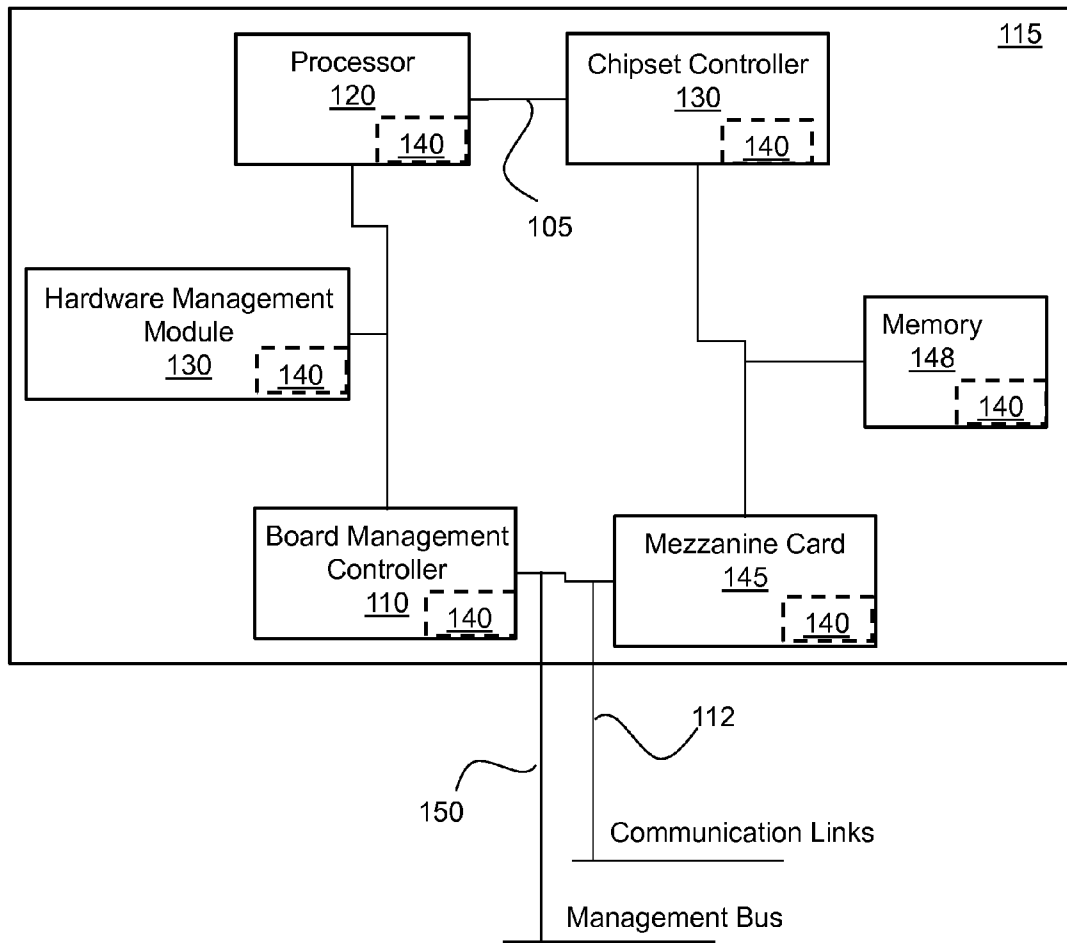 115
Processor
120
140
Chipset Controller
130
140
105
Hardware Management
Module
130
140
Memory
148
140
Board Management
Controller
110
140
Mezzanine Card
145
140
112
150
Communication Links
Management Bus